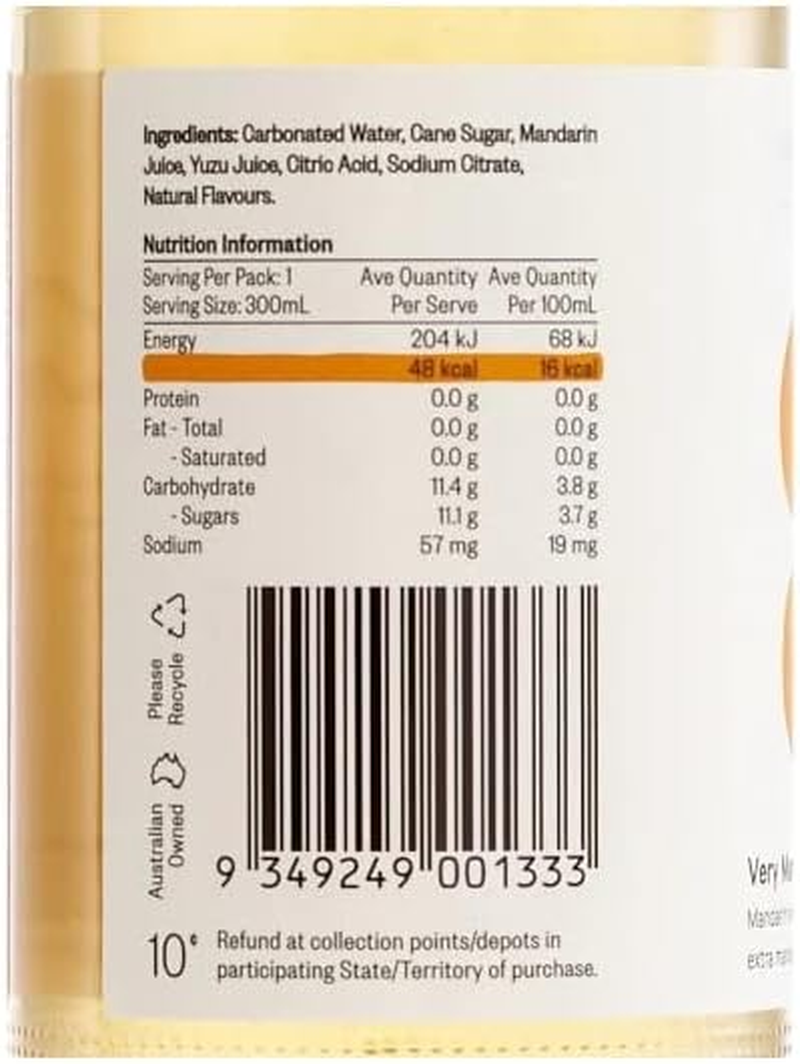 Ingredients: Carbonated Water, Cane Sugar, Mandarin
Juice, Yuzu Juice, Citric Acid, Sodium Citrate,
Natural Flavours.
Nutrition Information
Serving Per Pack: 1 Ave Quantity Ave Quantity
Serving Size: 300mL Per Serve Per 100mL
Energy 204 kJ 68 kJ
48 kcal 16 kcal
Protein 0.0 g 0.0 g
Fat - Total 0.0 g 0.0 g
- Saturated 0.0 g 0.0 g
Carbohydrate 11.4 g 3.8 g
- Sugars 11.1 g 3.7 g
Sodium 57 mg 19 mg
Please
Recycle
Australian
Owned
9 349249 001333
10¢ Refund at collection points/depots in
participating State/Territory of purchase.
Very
extra